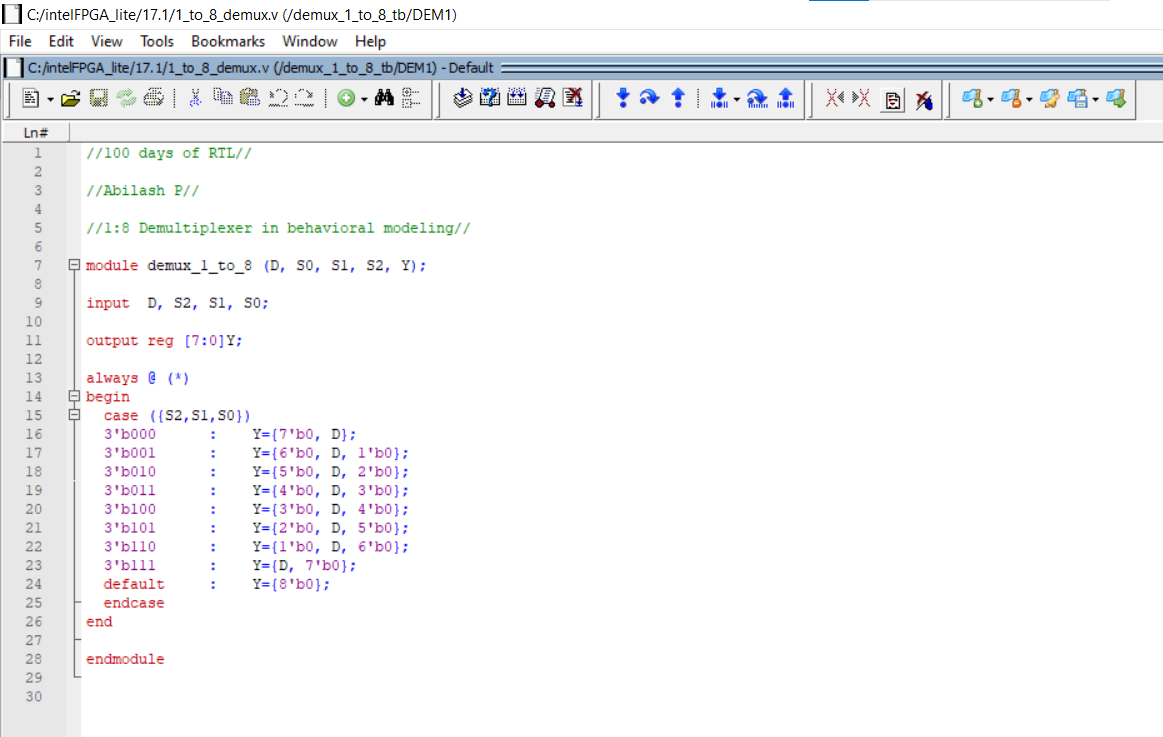 C:/intelFPGA_lite/17.1/1_to_8_demux.v (/demux_1_to_8_tb/DEM1)
File Edit View Tools Bookmarks Window Help
C:/intelFPGA_lite/17.1/1_to_8_demux.v (/demux_1_to_8_tb/DEM1) - Default
Ln#
1 //100 days of RTL//
2
3 //Abilash P//
4
5 //1:8 Demultiplexer in behavioral modeling//
6
7 module demux_1_to_8 (D, S0, S1, S2, Y);
8
9 input  D, S2, S1, S0;
10
11 output reg [7:0]Y;
12
13 always @ (*)
14 begin
15   case ({S2,S1,S0})
16   3'b000      :    Y={7'b0, D};
17   3'b001      :    Y={6'b0, D, 1'b0};
18   3'b010      :    Y={5'b0, D, 2'b0};
19   3'b011      :    Y={4'b0, D, 3'b0};
20   3'b100      :    Y={3'b0, D, 4'b0};
21   3'b101      :    Y={2'b0, D, 5'b0};
22   3'b110      :    Y={1'b0, D, 6'b0};
23   3'b111      :    Y={D, 7'b0};
24   default     :    Y={8'b0};
25   endcase
26 end
27
28 endmodule
29
30